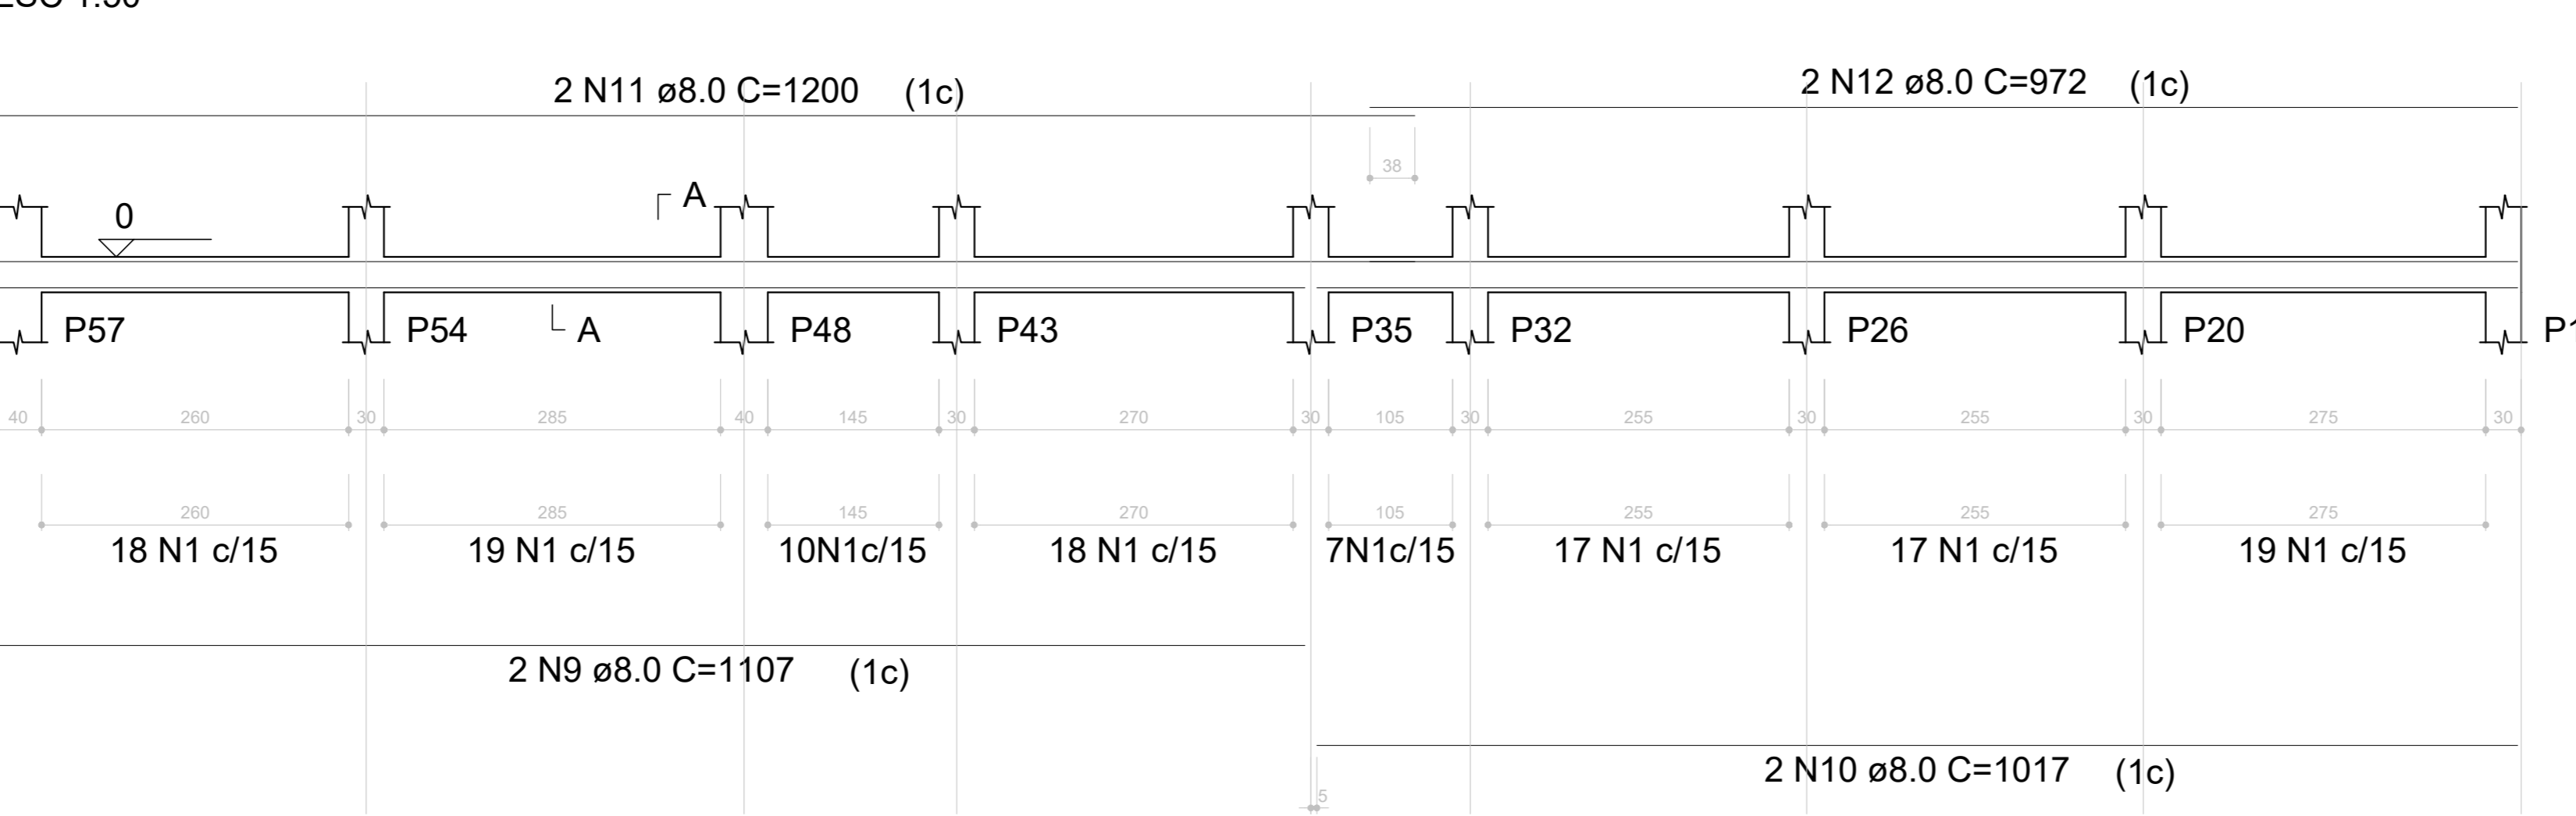 2 N11 ø8.0 C=1200 (1c)
2 N12 ø8.0 C=972 (1c)
38
A
0
P57 P54 A P48 P43 P35 P32 P26 P20
40 260 30 285 40 145 30 270 30 105 30 255 30 255 30 275 30
260 285 145 270 105 255 255 275
18 N1 c/15 19 N1 c/15 10N1c/15 18 N1 c/15 7N1c/15 17 N1 c/15 17 N1 c/15 19 N1 c/15
2 N9 ø8.0 C=1107 (1c)
2 N10 ø8.0 C=1017 (1c)
5